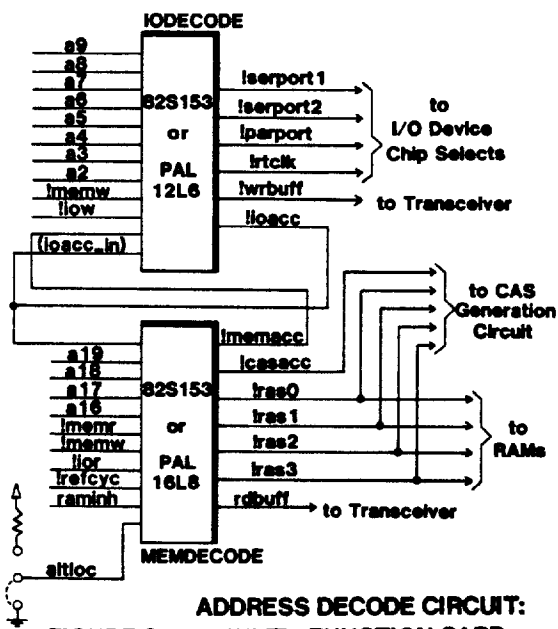 IODECODE
a9
a8
a7
a6
a5
a4
a3
a2
!memw
!iow
(ioacc_in)
82S153
or
PAL
12L6
!serport1
!serport2
!parport
!rtclk
!wrbuff
!ioacc
to
I/O Device
Chip Selects
to Transceiver
!memacc
!casacc
!ras0
!ras1
!ras2
!ras3
rdbuff
to CAS
Generation
Circuit
to
RAMs
to Transceiver
a19
a18
a17
a16
!memr
!memw
!ior
!refcyc
raminh
altloc
82S153
or
PAL
16L8
MEMDECODE
ADDRESS DECODE CIRCUIT: